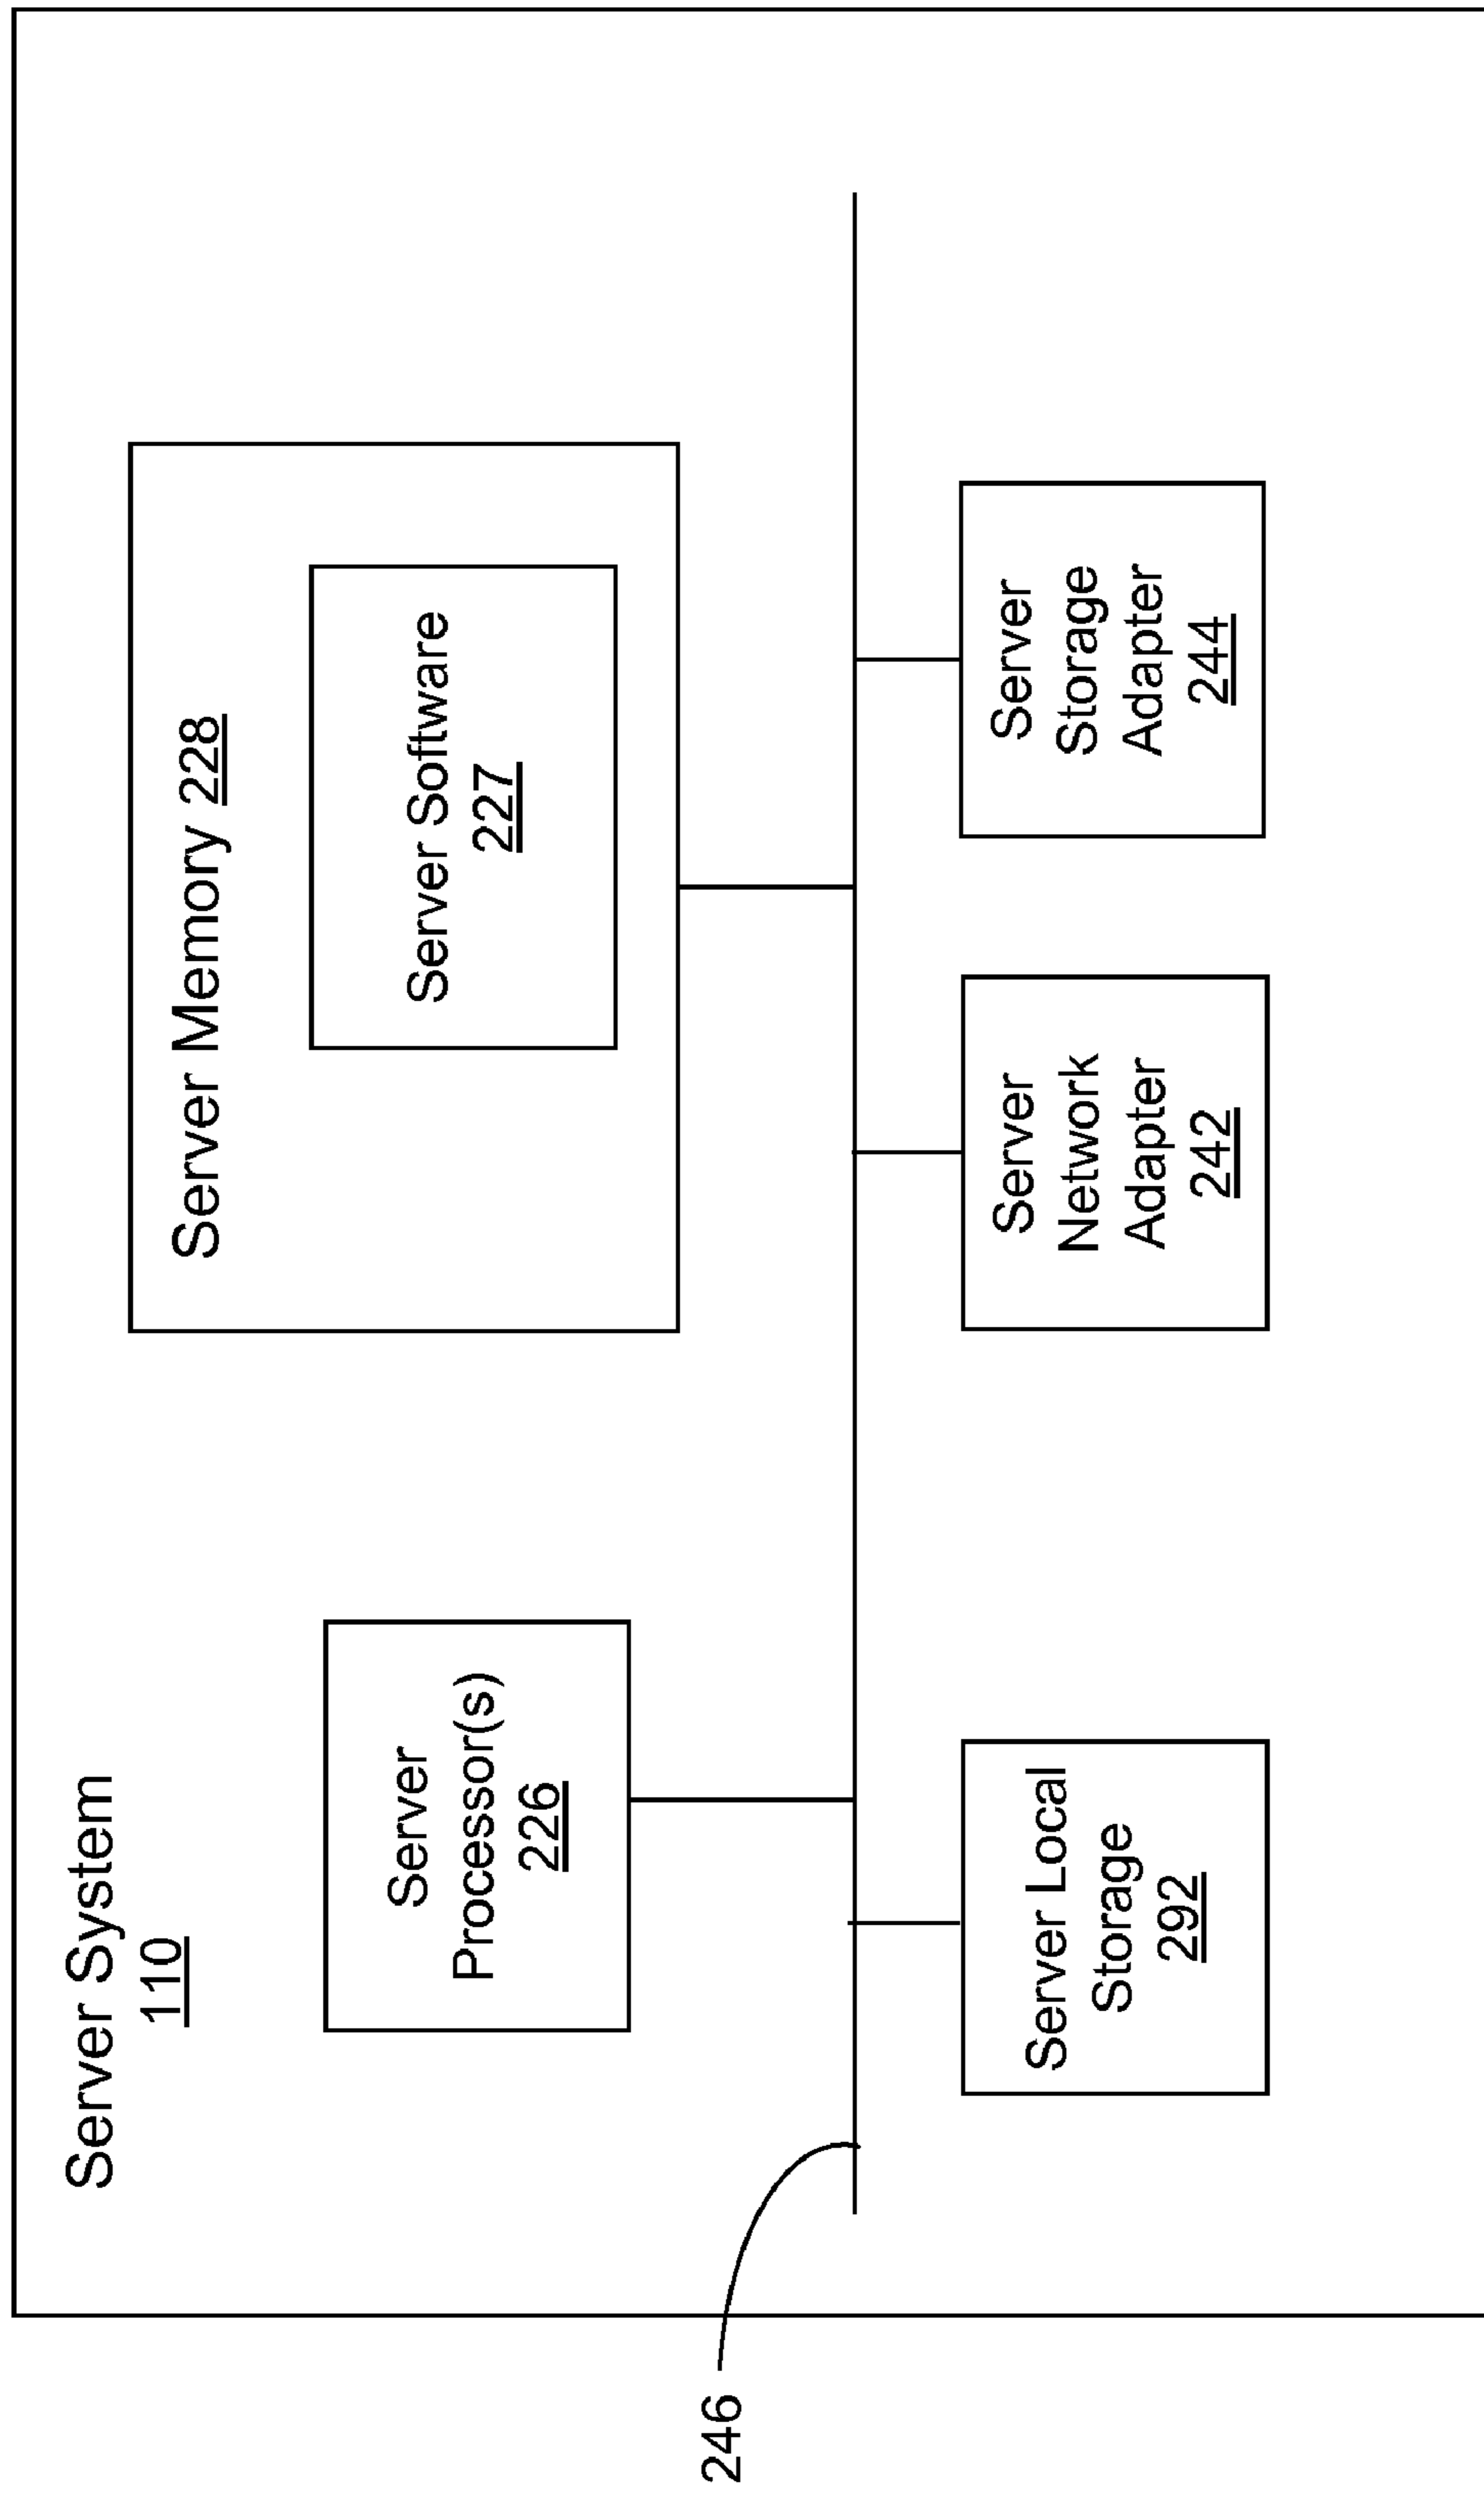 Server System
110
Server Memory 228
Server Software
227
Server
Processor(s)
226
246
Server Local
Storage
292
Server
Network
Adapter
242
Server
Storage
Adapter
244